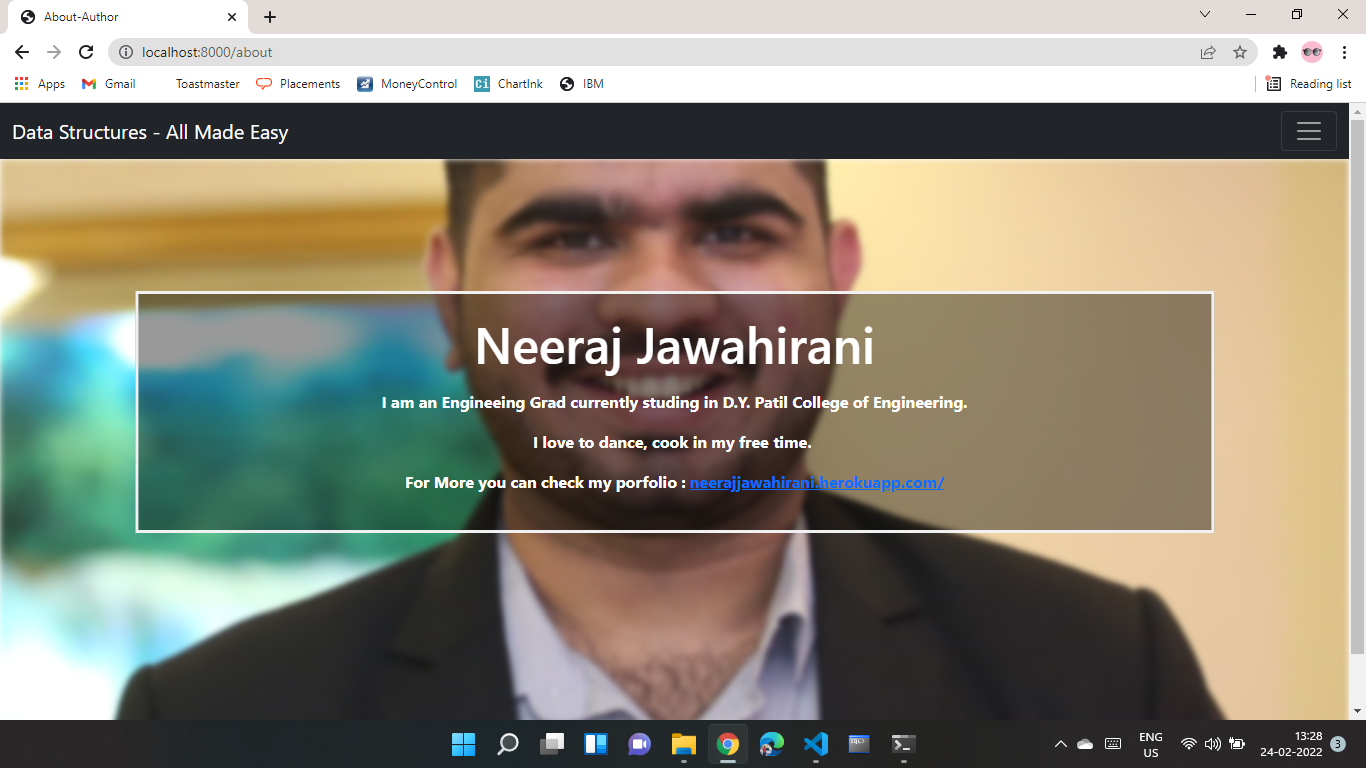 About-Author
localhost:8000/about
Apps Gmail Toastmaster Placements MoneyControl Ci ChartInk IBM Reading list
Data Structures - All Made Easy
Neeraj Jawahirani
I am an Engineeing Grad currently studing in D.Y. Patil College of Engineering.
I love to dance, cook in my free time.
For More you can check my porfolio : neerajjawahirani.herokuapp.com/
ENG
US
13:28
24-02-2022
3